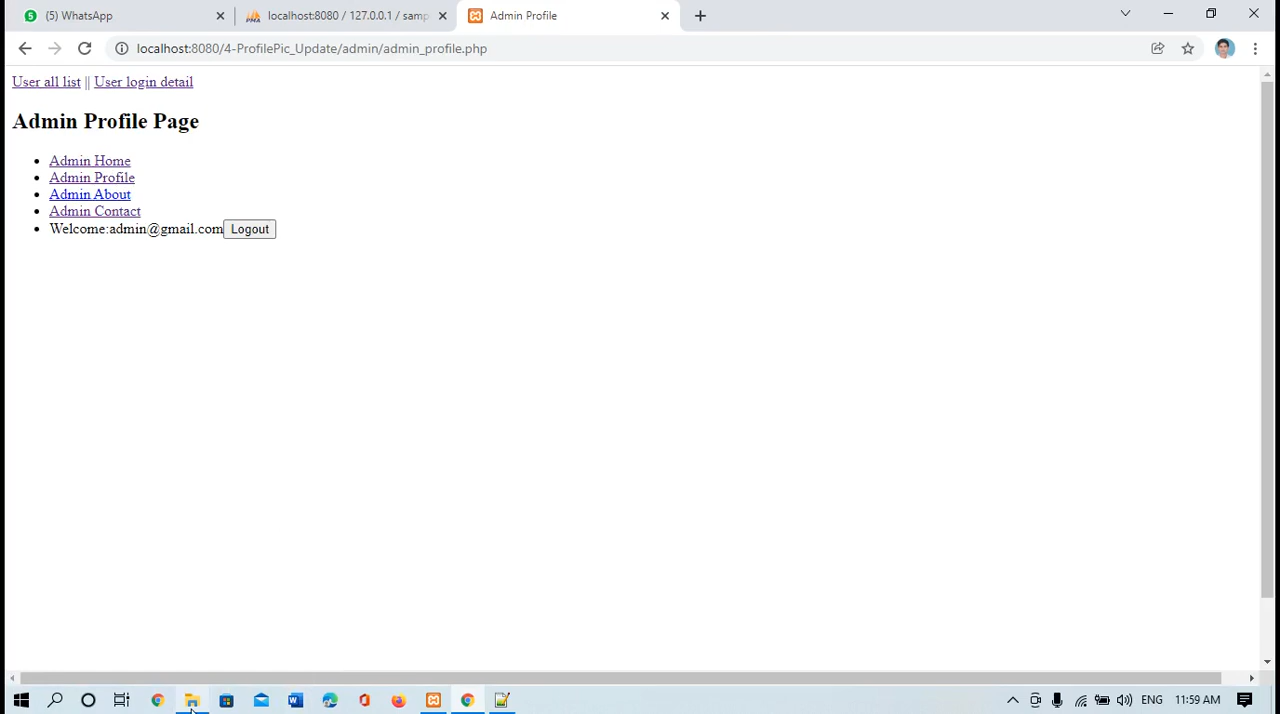 (5) WhatsApp
localhost:8080 / 127.0.0.1 / samp
Admin Profile
localhost:8080/4-ProfilePic_Update/admin/admin_profile.php
User all list || User login detail
Admin Profile Page
Admin Home
Admin Profile
Admin About
Admin Contact
Welcome:admin@gmail.com Logout
ENG 11:59 AM